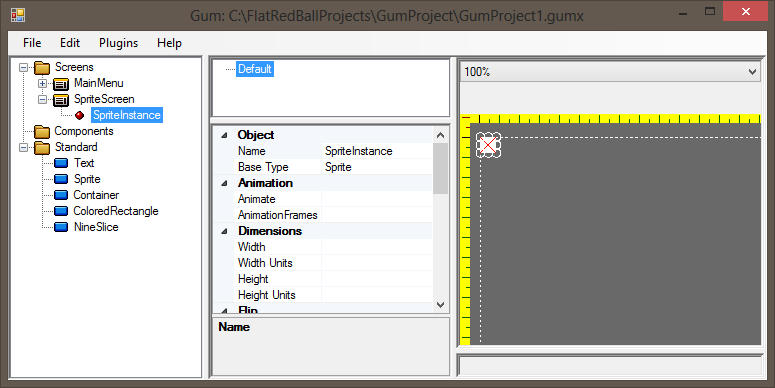 Gum: C:\FlatRedBallProjects\GumProject\GumProject1.gumx
File Edit Plugins Help
Screens
MainMenu
SpriteScreen
SpriteInstance
Components
Standard
Text
Sprite
Container
ColoredRectangle
NineSlice
Default
Object
Name SpriteInstance
Base Type Sprite
Animation
Animate
AnimationFrames
Dimensions
Width
Width Units
Height
Height Units
Flip
Name
100%